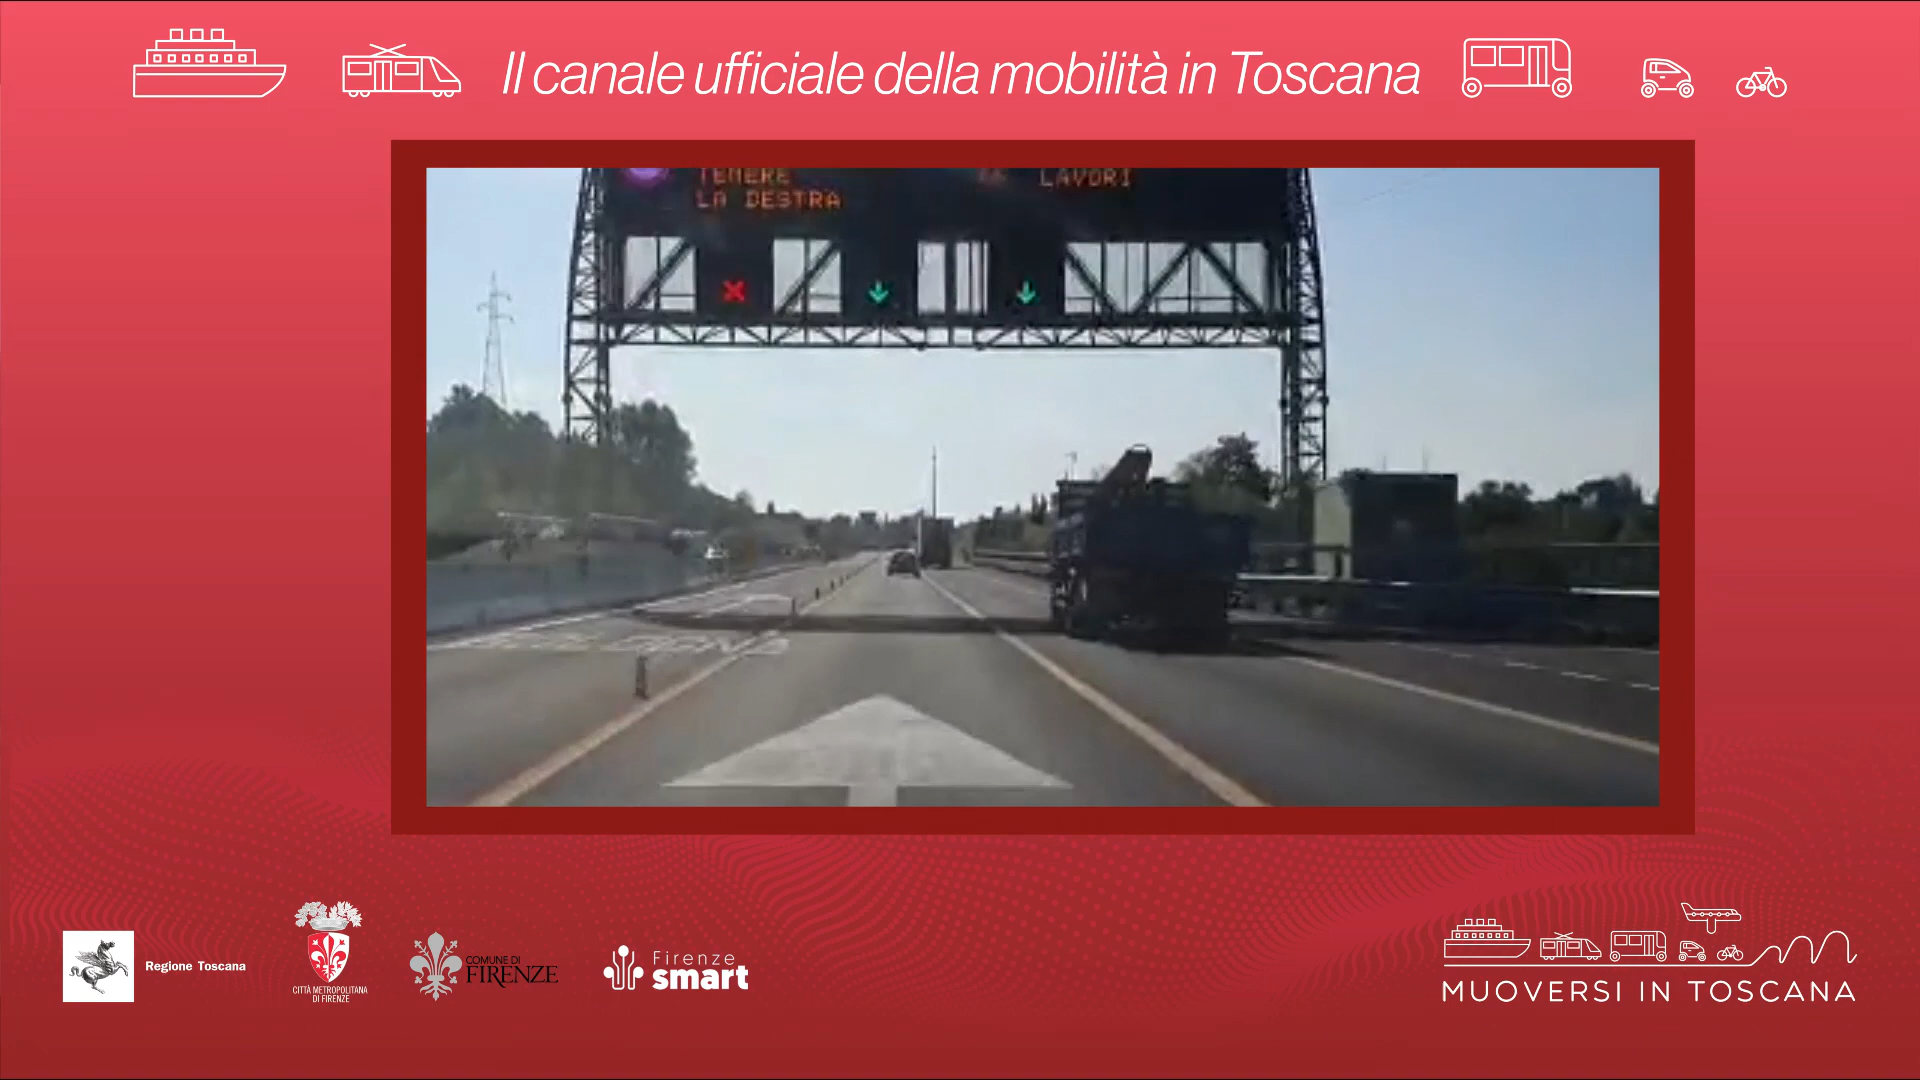 Il canale ufficiale della mobilità in Toscana
TENERE
LA DESTRA
LAVORI
Regione Toscana
CITTÀ METROPOLITANA
DI FIRENZE
COMUNE DI
FIRENZE
Firenze
smart
MUOVERSI IN TOSCANA